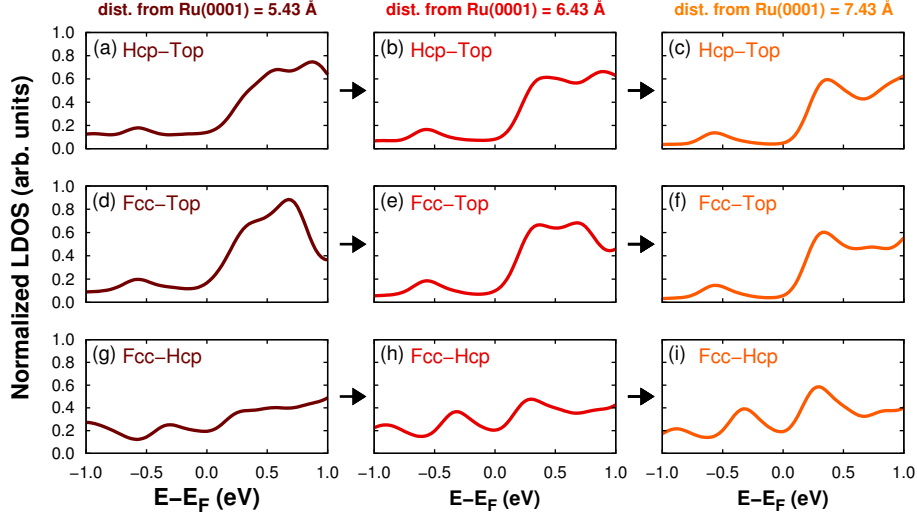 dist. from Ru(0001) = 5.43 Å
dist. from Ru(0001) = 6.43 Å
dist. from Ru(0001) = 7.43 Å
Normalized LDOS (arb. units)
(a) Hcp−Top
(b) Hcp−Top
(c) Hcp−Top
1.0
0.8
0.6
0.4
0.2
0.0
(d) Fcc−Top
(e) Fcc−Top
(f) Fcc−Top
1.0
0.8
0.6
0.4
0.2
0.0
(g) Fcc−Hcp
(h) Fcc−Hcp
(i) Fcc−Hcp
1.0
0.8
0.6
0.4
0.2
0.0
−1.0 −0.5 0.0 0.5 1.0
−1.0 −0.5 0.0 0.5 1.0
−1.0 −0.5 0.0 0.5 1.0
E−E_F (eV)
E−E_F (eV)
E−E_F (eV)